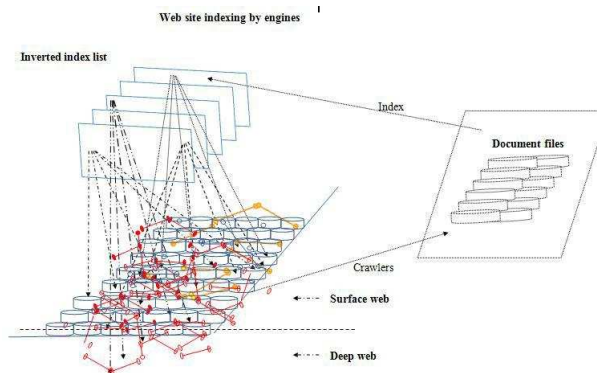 Web site indexing by engines
Inverted index list
Index
Document files
Crawlers
Surface web
Deep web